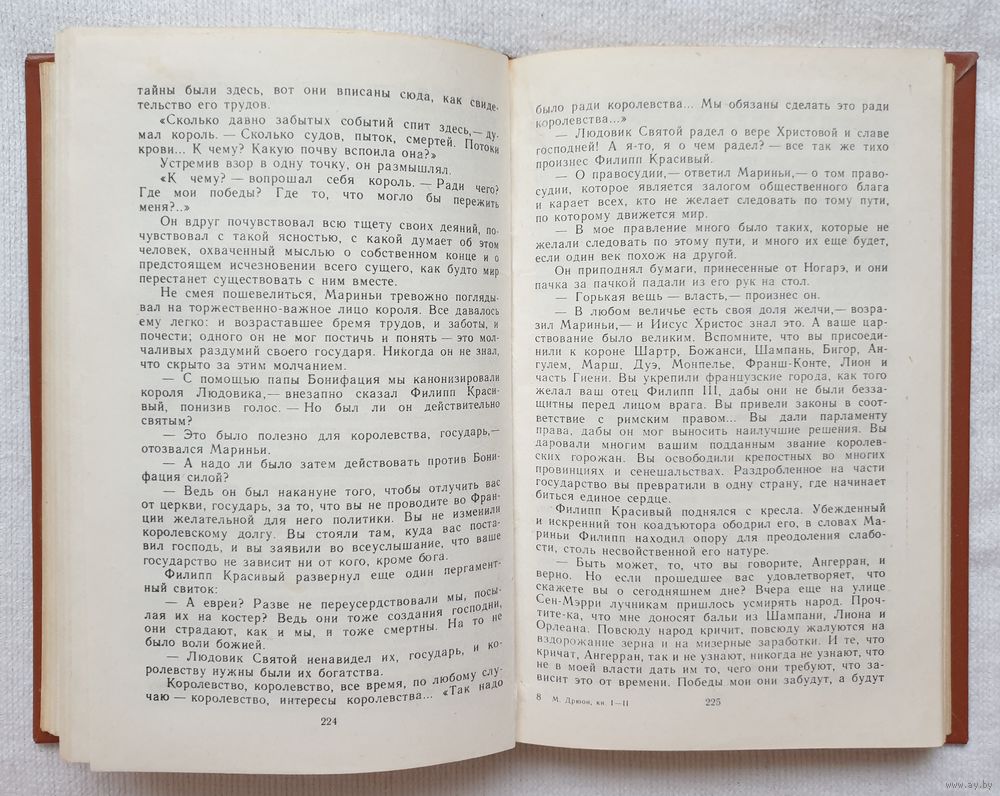 тайны были здесь, вот они вписаны сюда, как свиде-
тельство его трудов.
«Сколько давно забытых событий спит здесь,— ду-
мал король. — Сколько судов, пыток, смертей. Потоки
крови... К чему? Какую почву вспоила она?»
Устремив взор в одну точку, он размышлял.
«К чему? — вопрошал себя король. — Ради чего?
Где мои победы? Где то, что могло бы пережить
меня?..»
Он вдруг почувствовал всю тщету своих деяний, по-
чувствовал с такой ясностью, с какой думает об этом
человек, охваченный мыслью о собственном конце и о
предстоящем исчезновении всего сущего, как будто мир
перестанет существовать с ним вместе.
Не смея пошевелиться, Мариньи тревожно погляды-
вал на торжественно-важное лицо короля. Все давалось
ему легко: и возраставшее бремя трудов, и заботы, и
почести; одного он не мог постичь и понять — это мол-
чаливых раздумий своего государя. Никогда он не знал,
что скрыто за этим молчанием.
— С помощью папы Бонифация мы канонизировали
короля Людовика,— внезапно сказал Филипп Краси-
вый, понизив голос. — Но был ли он действительно
святым?
— Это было полезно для королевства, государь,—
отозвался Мариньи.
— А надо ли было затем действовать против Бони-
фация силой?
— Ведь он был накануне того, чтобы отлучить вас
от церкви, государь, за то, что вы не проводите во Фран-
ции желательной для него политики. Вы не изменили
королевскому долгу. Вы стояли там, куда вас поста-
вил господь, и вы заявили во всеуслышание, что ваше
государство не зависит ни от кого, кроме бога.
Филипп Красивый развернул еще один пергамент-
ный свиток:
— А евреи? Разве не переусердствовали мы, посы-
лая их на костер? Ведь они тоже создания господни,
они страдают, как и мы, и тоже смертны. На то не
было воли божией.
— Людовик Святой ненавидел их, государь, и ко-
ролевству нужны были их богатства.
Королевство, королевство, все время, по любому слу-
чаю — королевство, интересы королевства... «Так надо
224
было ради королевства... Мы обязаны сделать это ради
королевства...»
— Людовик Святой радел о вере Христовой и славе
господней! А я-то, я о чем радел? — все так же тихо
произнес Филипп Красивый.
— О правосудии,— ответил Мариньи,— о том право-
судии, которое является залогом общественного блага
и карает всех, кто не желает следовать по тому пути,
по которому движется мир.
— В мое правление много было таких, которые не
желали следовать по этому пути, и много их еще будет,
если один век похож на другой.
Он приподнял бумаги, принесенные от Ногарэ, и они
пачка за пачкой падали из его рук на стол.
— Горькая вещь — власть,— произнес он.
— В любом величье есть своя доля желчи,— возра-
зил Мариньи,— и Иисус Христос знал это. А ваше цар-
ствование было великим. Вспомните, что вы присоеди-
нили к короне Шартр, Божанси, Шампань, Бигор, Ан-
гулем, Марш, Дуэ, Монпелье, Франш-Конте, Лион и
часть Гиени. Вы укрепили французские города, как того
желал ваш отец Филипп III, дабы они не были безза-
щитны перед лицом врага. Вы привели законы в соот-
ветствие с римским правом... Вы дали парламенту
права, дабы он мог выносить наилучшие решения. Вы
даровали многим вашим подданным звание королев-
ских горожан. Вы освободили крепостных во многих
провинциях и сенешальствах. Раздробленное на части
государство вы превратили в одну страну, где начинает
биться единое сердце.
Филипп Красивый поднялся с кресла. Убежденный
и искренний тон коадъютора ободрил его, в словах Ма-
риньи Филипп находил опору для преодоления слабо-
сти, столь несвойственной его натуре.
— Быть может, то, что вы говорите, Ангерран, и
верно. Но если прошедшее вас удовлетворяет, что
скажете вы о сегодняшнем дне? Вчера еще на улице
Сен-Мэрри лучникам пришлось усмирять народ. Проч-
тите-ка, что мне доносят бальи из Шампани, Лиона и
Орлеана. Повсюду народ кричит, повсюду жалуются на
вздорожание зерна и на мизерные заработки. И те, кто
кричат, Ангерран, так и не узнают, никогда не узнают, что
не в моей власти дать им то, чего они требуют, что за-
висит это от времени. Победы мои они забудут, а будут
8 М. Дрюон, кн. I—II
225
www.ay.by